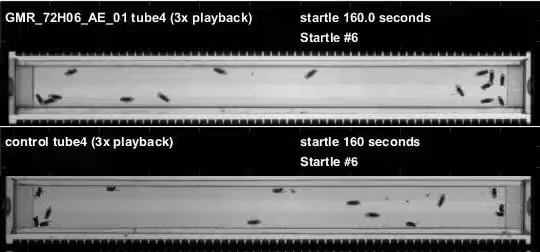 GMR_72H06_AE_01 tube4 (3x playback)
startle 160.0 seconds
Startle #6
control tube4 (3x playback)
startle 160 seconds
Startle #6